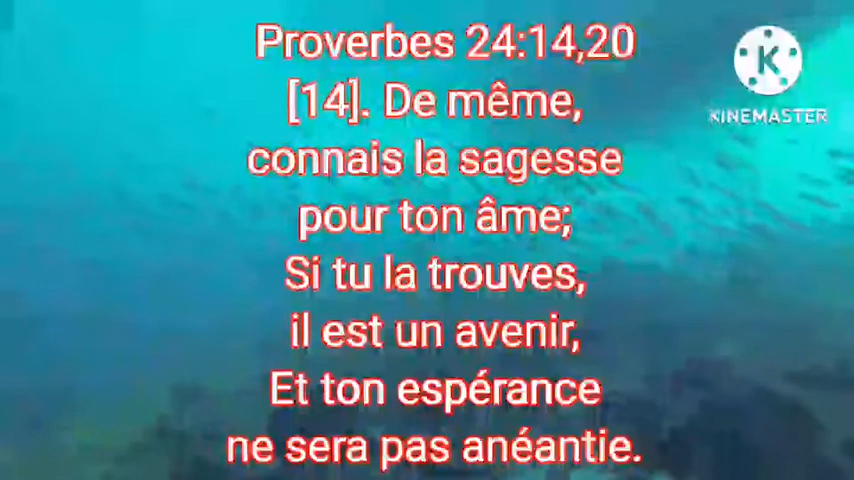 Proverbes 24:14,20
[14]. De même,
connais la sagesse
pour ton âme;
Si tu la trouves,
il est un avenir,
Et ton espérance
ne sera pas anéantie.
K
KINEMASTER